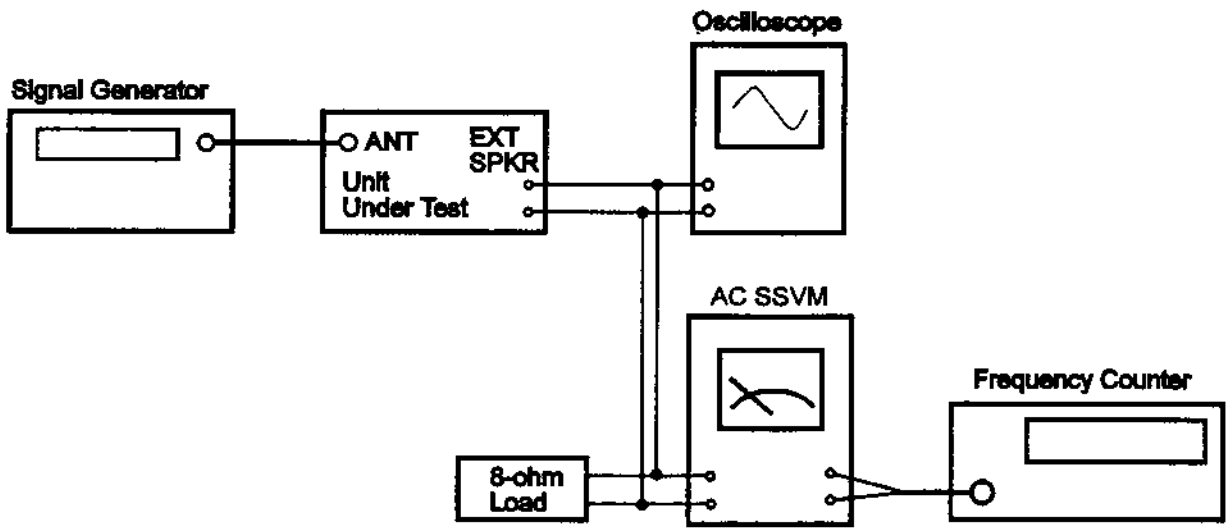 Oscilloscope
Signal Generator
ANT
EXT
SPKR
Unit
Under Test
AC SSVM
Frequency Counter
8-ohm
Load